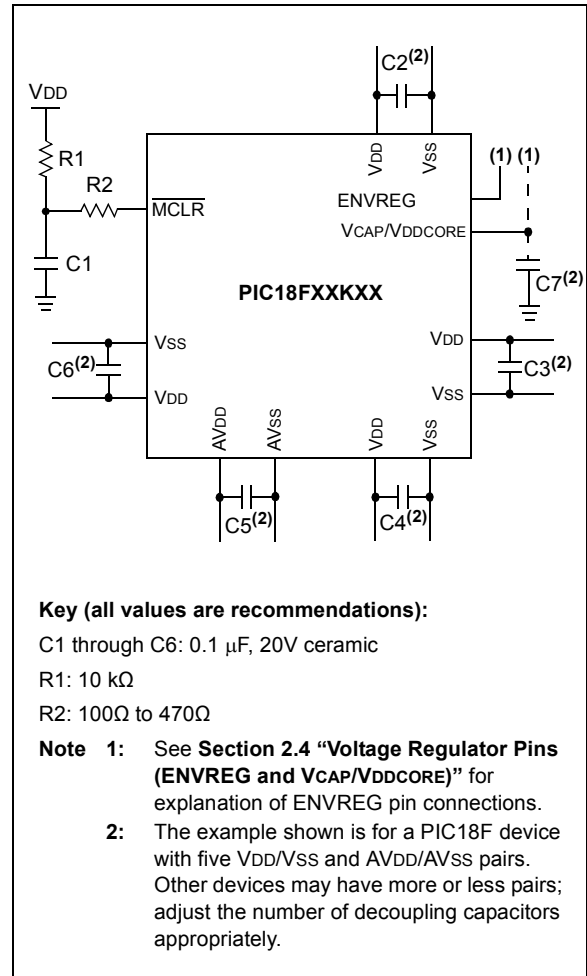 C2(2)
VDD
R1
R2
C1
MCLR
VDD
VSS
(1) (1)
ENVREG
VCAP/VDDCORE
C7(2)
PIC18FXXKXX
VSS
VDD
C6(2)
C3(2)
VDD
VSS
AVDD
AVSS
VDD
VSS
C5(2)
C4(2)
Key (all values are recommendations):
C1 through C6: 0.1 μF, 20V ceramic
R1: 10 kΩ
R2: 100Ω to 470Ω
Note 1: See Section 2.4 “Voltage Regulator Pins
(ENVREG and VCAP/VDDCORE)” for
explanation of ENVREG pin connections.
2: The example shown is for a PIC18F device
with five VDD/VSS and AVDD/AVSS pairs.
Other devices may have more or less pairs;
adjust the number of decoupling capacitors
appropriately.